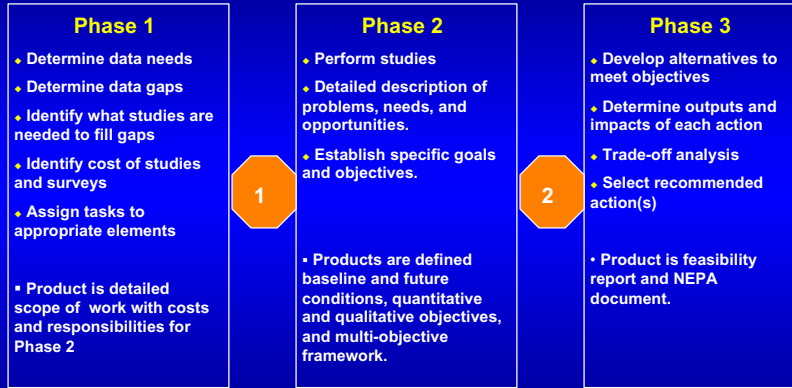 Phase 1
⬥ Determine data needs
⬥ Determine data gaps
⬥ Identify what studies are
needed to fill gaps
⬥ Identify cost of studies
and surveys
⬥ Assign tasks to
appropriate elements
▪ Product is detailed
scope of work with costs
and responsibilities for
Phase 2
1
Phase 2
⬥ Perform studies
⬥ Detailed description of
problems, needs, and
opportunities.
⬥ Establish specific goals
and objectives.
▪ Products are defined
baseline and future
conditions, quantitative
and qualitative objectives,
and multi-objective
framework.
2
Phase 3
⬥ Develop alternatives to
meet objectives
⬥ Determine outputs and
impacts of each action
⬥ Trade-off analysis
⬥ Select recommended
action(s)
• Product is feasibility
report and NEPA
document.